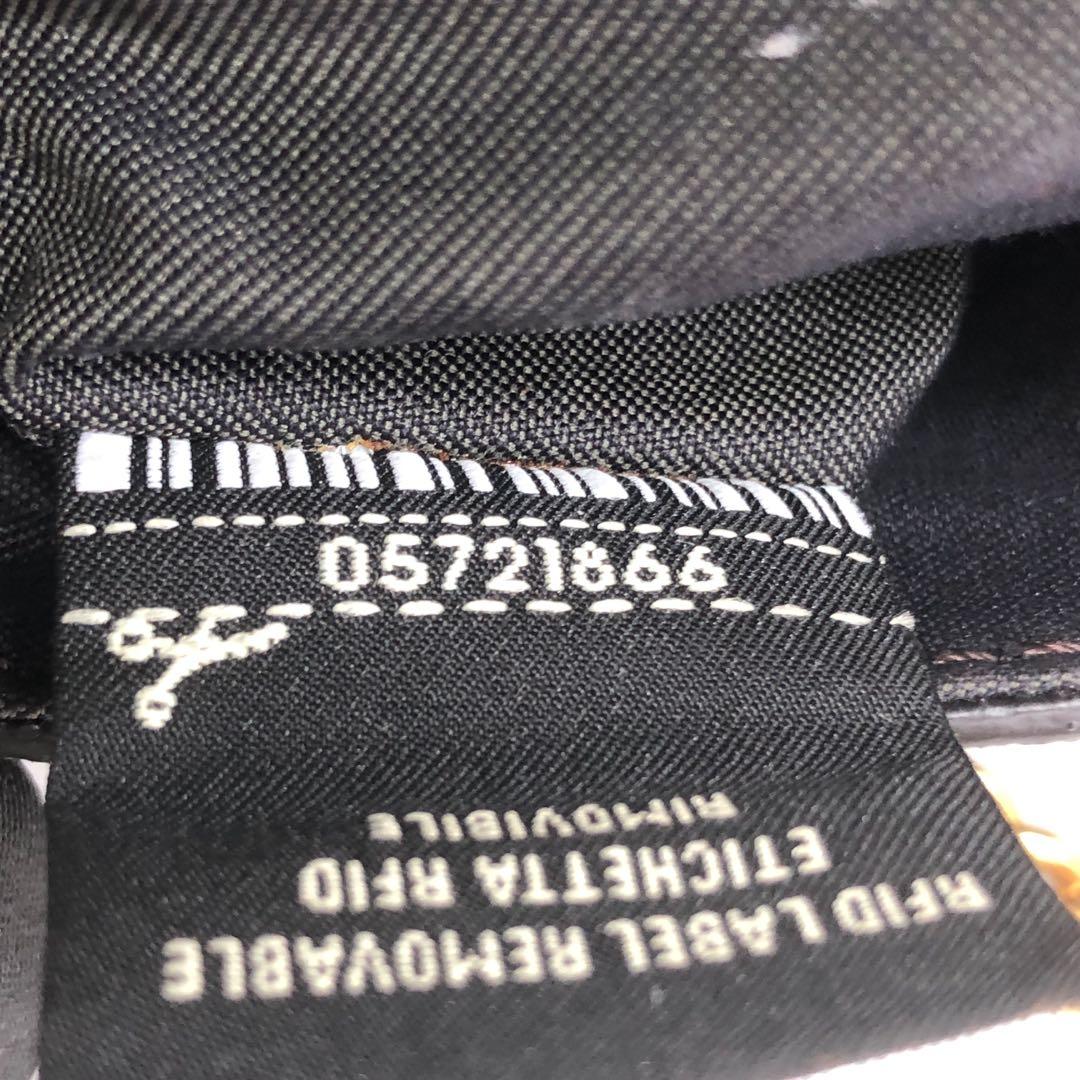 05721866
RFID LABEL REMOVABLE
ETICHETTA RFID
RIMOVIBILE